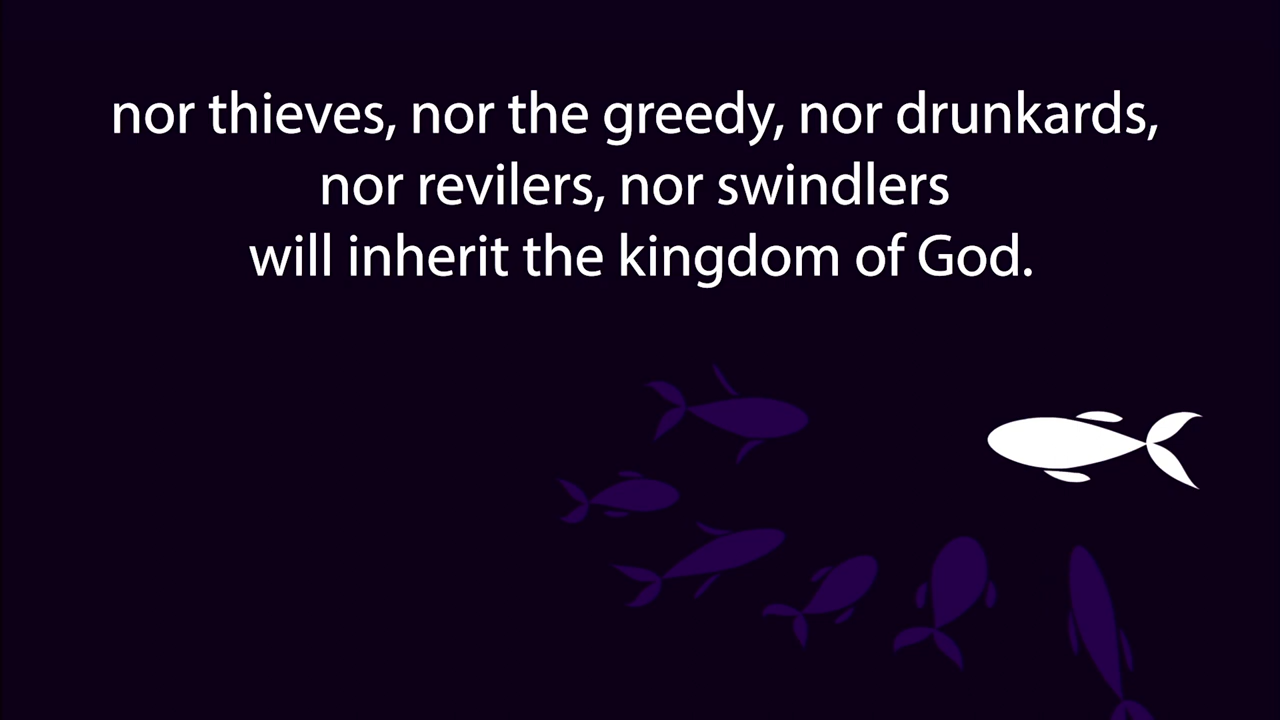 nor thieves, nor the greedy, nor drunkards,
nor revilers, nor swindlers
will inherit the kingdom of God.